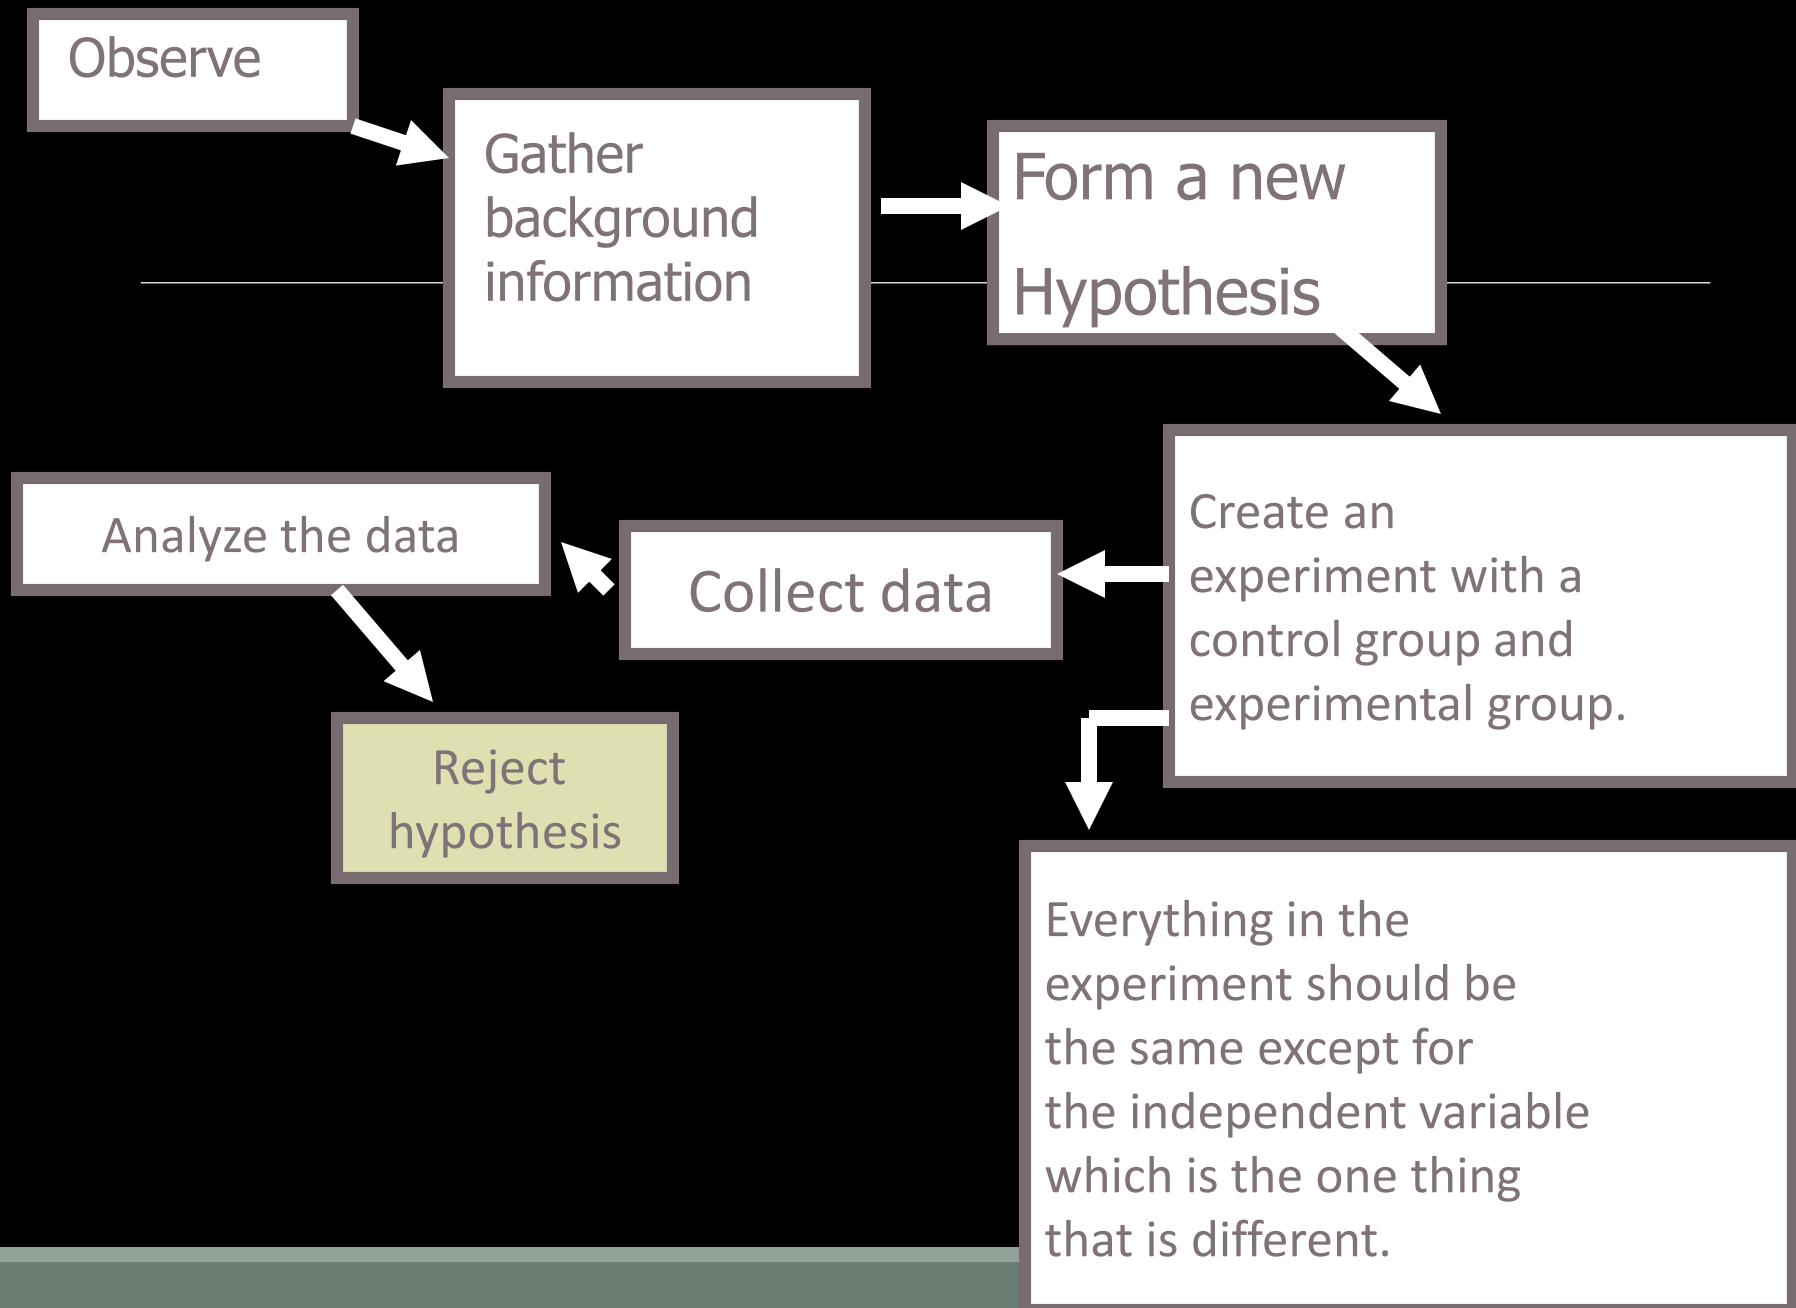 Observe
Gather
background
information
Form a new
Hypothesis
Create an
experiment with a
control group and
experimental group.
Collect data
Analyze the data
Reject
hypothesis
Everything in the
experiment should be
the same except for
the independent variable
which is the one thing
that is different.